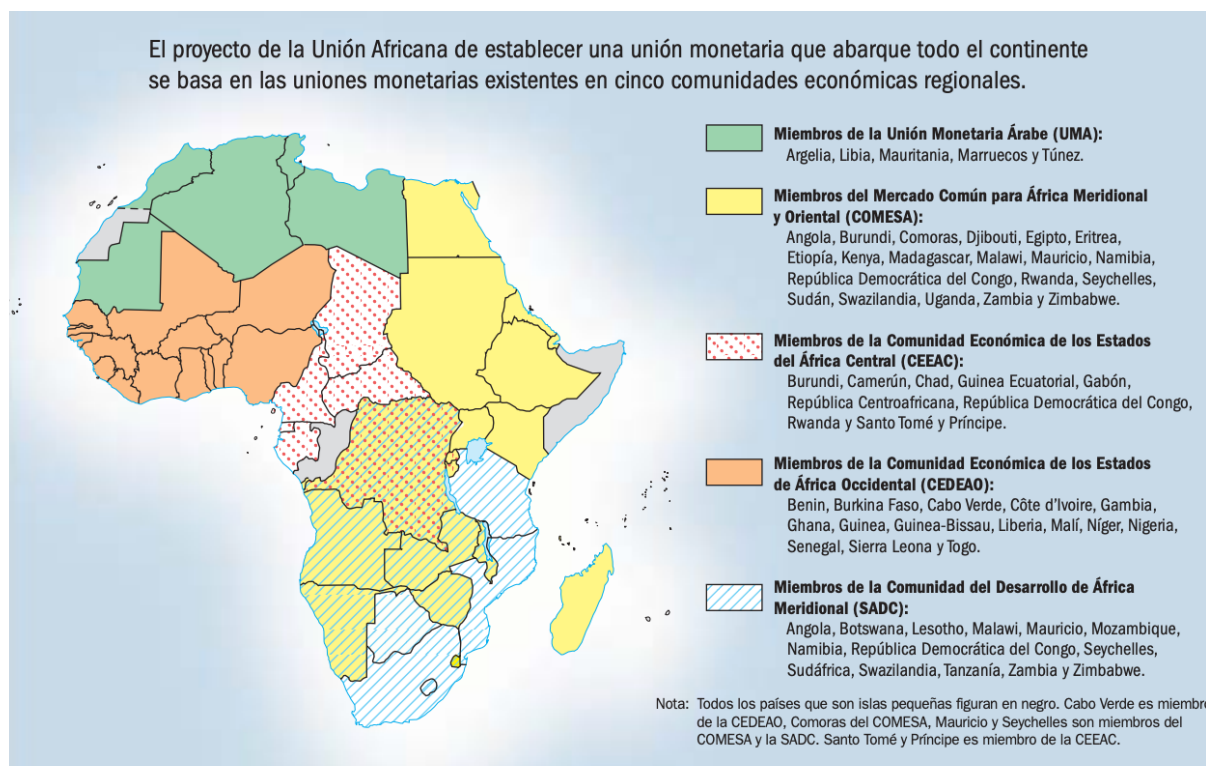 El proyecto de la Unión Africana de establecer una unión monetaria que abarque todo el continente
se basa en las uniones monetarias existentes en cinco comunidades económicas regionales.
Miembros de la Unión Monetaria Árabe (UMA):
Argelia, Libia, Mauritania, Marruecos y Túnez.
Miembros del Mercado Común para África Meridional
y Oriental (COMESA):
Angola, Burundi, Comoras, Djibouti, Egipto, Eritrea,
Etiopía, Kenya, Madagascar, Malawi, Mauricio, Namibia,
República Democrática del Congo, Rwanda, Seychelles,
Sudán, Swazilandia, Uganda, Zambia y Zimbabwe.
Miembros de la Comunidad Económica de los Estados
del África Central (CEEAC):
Burundi, Camerún, Chad, Guinea Ecuatorial, Gabón,
República Centroafricana, República Democrática del Congo,
Rwanda y Santo Tomé y Príncipe.
Miembros de la Comunidad Económica de los Estados
de África Occidental (CEDEAO):
Benin, Burkina Faso, Cabo Verde, Côte d'Ivoire, Gambia,
Ghana, Guinea, Guinea-Bissau, Liberia, Malí, Níger, Nigeria,
Senegal, Sierra Leona y Togo.
Miembros de la Comunidad del Desarrollo de África
Meridional (SADC):
Angola, Botswana, Lesotho, Malawi, Mauricio, Mozambique,
Namibia, República Democrática del Congo, Seychelles,
Sudáfrica, Swazilandia, Tanzanía, Zambia y Zimbabwe.
Nota: Todos los países que son islas pequeñas figuran en negro. Cabo Verde es miembro
de la CEDEAO, Comoras del COMESA, Mauricio y Seychelles son miembros del
COMESA y la SADC. Santo Tomé y Príncipe es miembro de la CEEAC.